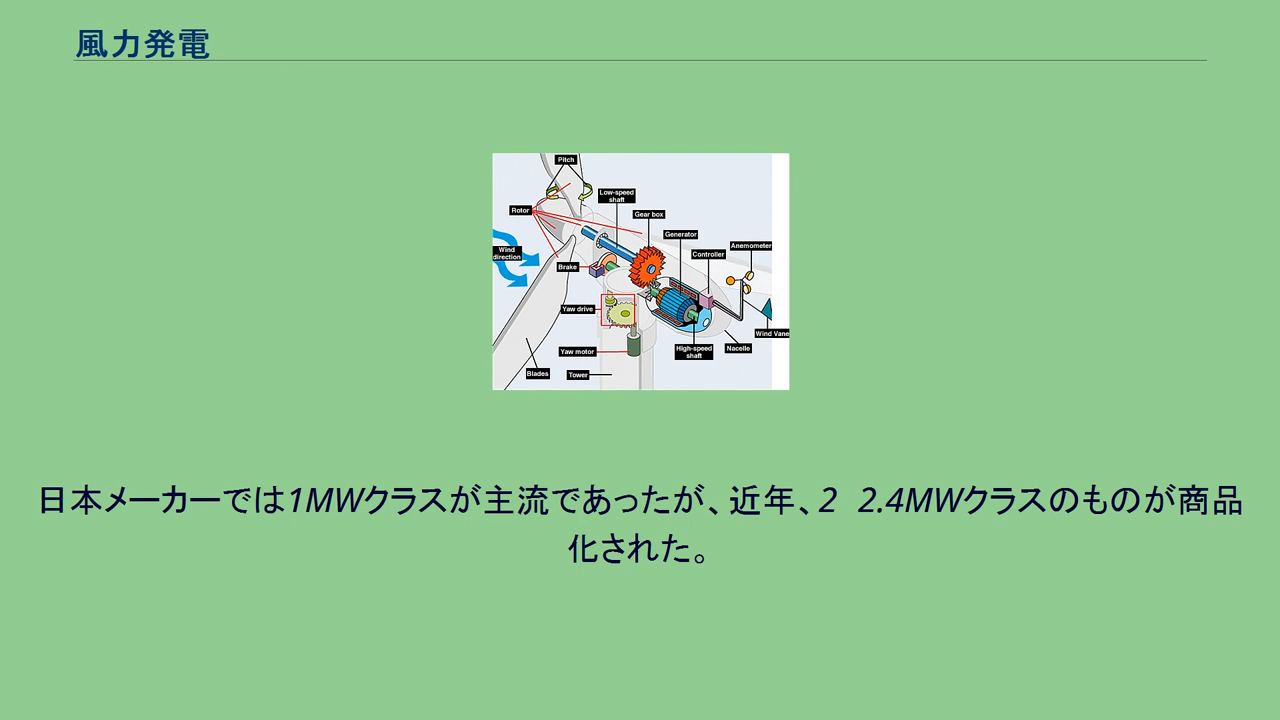 風力発電
Pitch
Low-speed
shaft
Rotor
Gear box
Generator
Anemometer
Wind
direction
Controller
Brake
Yaw drive
Wind Vane
Yaw motor
High-speed
shaft
Nacelle
Blades
Tower
日本メーカーでは1MWクラスが主流であったが、近年、2 2.4MWクラスのものが商品
化された。